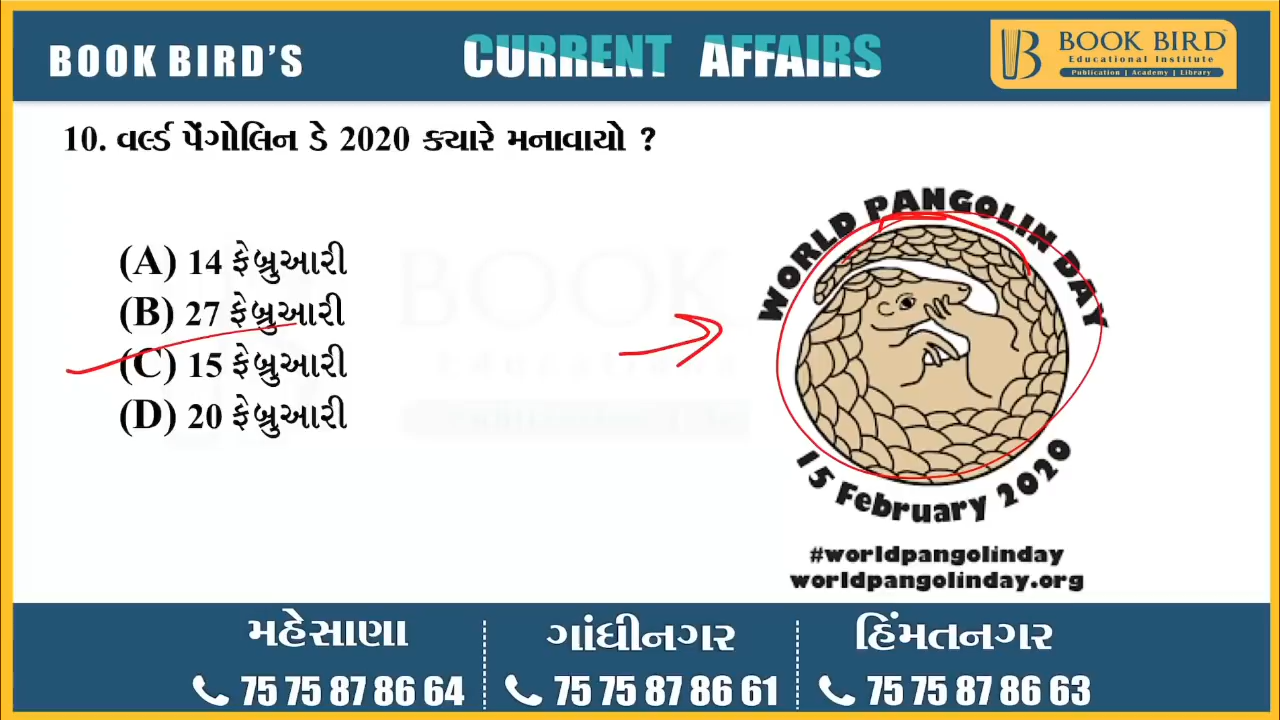 BOOK BIRD'S
CURRENT AFFAIRS
BOOK BIRD
Educational Institute
Publication | Academy | Library
10. વર્લ્ડ પેંગોલિન ડે 2020 ક્યારે મનાવાયો ?
(A) 14 ફેબ્રુઆરી
(B) 27 ફેબ્રુઆરી
(C) 15 ફેબ્રુઆરી
(D) 20 ફેબ્રુઆરી
WORLD PANGOLIN DAY
15 February 2020
#worldpangolinday
worldpangolinday.org
BOOK
મહેસાણા
75 75 87 86 64
ગાંધીનગર
75 75 87 86 61
હિંમતનગર
75 75 87 86 63